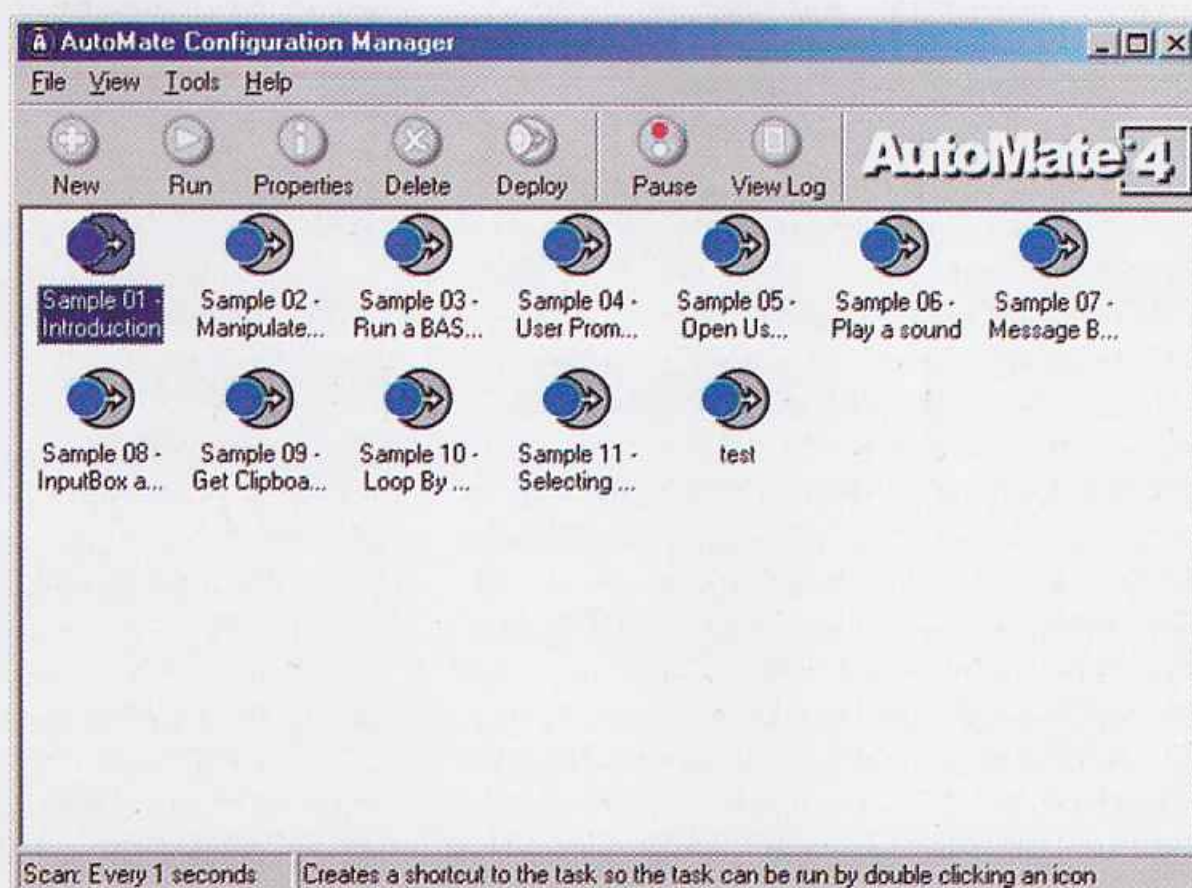 AutoMate Configuration Manager
File View Tools Help
New Run Properties Delete Deploy Pause View Log AutoMate 4
Sample 01 - Sample 02 - Sample 03 - Sample 04 - Sample 05 - Sample 06 - Sample 07 -
Introduction Manipulate... Run a BAS... User Prom... Open Us... Play a sound Message B...
Sample 08 - Sample 09 - Sample 10 - Sample 11 - test
InputBox a... Get Clipboa... Loop By ... Selecting ...
Scan: Every 1 seconds Creates a shortcut to the task so the task can be run by double clicking an icon